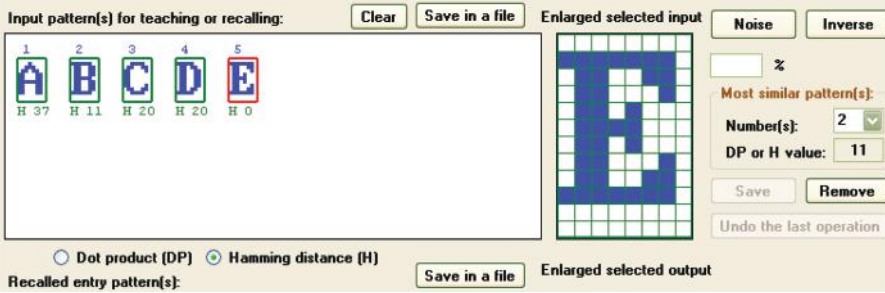 Input pattern(s) for teaching or recalling:
Clear
Save in a file
Enlarged selected input
Noise
Inverse
1 2 3 4 5
A B C D E
H 37 H 11 H 20 H 20 H 0
%
Most similar pattern(s):
Number(s): 2
DP or H value: 11
Save
Remove
Undo the last operation
Dot product (DP)
Hamming distance (H)
Recalled entry pattern(s):
Save in a file
Enlarged selected output